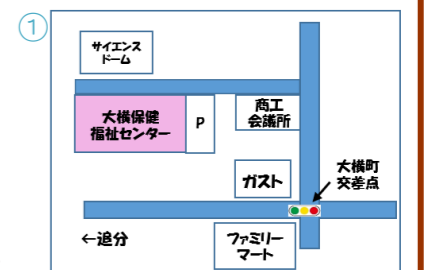 ①
サイエンス
ドーム
大横保健
福祉センター
P
商工
会議所
ガスト
大横町
交差点
←追分
ファミリー
マート